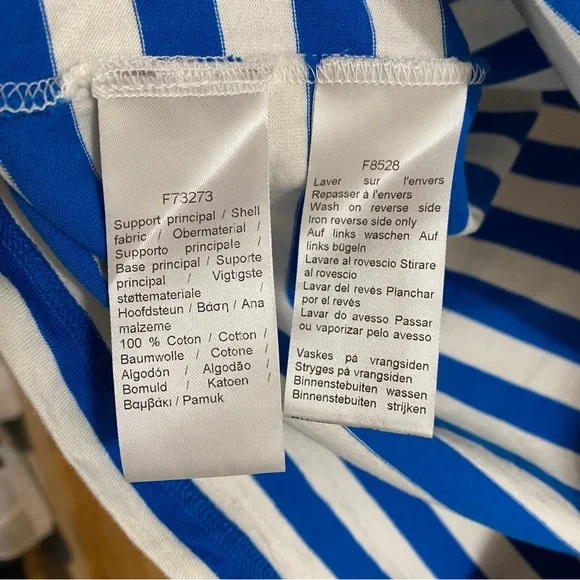 F73273
Support principal / Shell
fabric / Obermaterial /
Supporto principale /
Base principal / Suporte
principal / Vigtigste
støttemateriale /
Hoofdsteun / Βάση / Ana
malzeme
100 % Coton / Cotton /
Baumwolle / Cotone /
Algodón / Algodão /
Bomuld / Katoen /
Βαμβάκι / Pamuk
F8528
Laver sur l'envers
Repasser à l'envers
Wash on reverse side
Iron reverse side only
Auf links waschen Auf
links bügeln
Lavare al rovescio Stirare
al rovescio
Lavar del revés Planchar
por el revés
Lavar do avesso Passar
ou vaporizar pelo avesso
Vaskes på vrangsiden
Stryges på vrangsiden
Binnenstebuiten wassen
Binnenstebuiten strijken